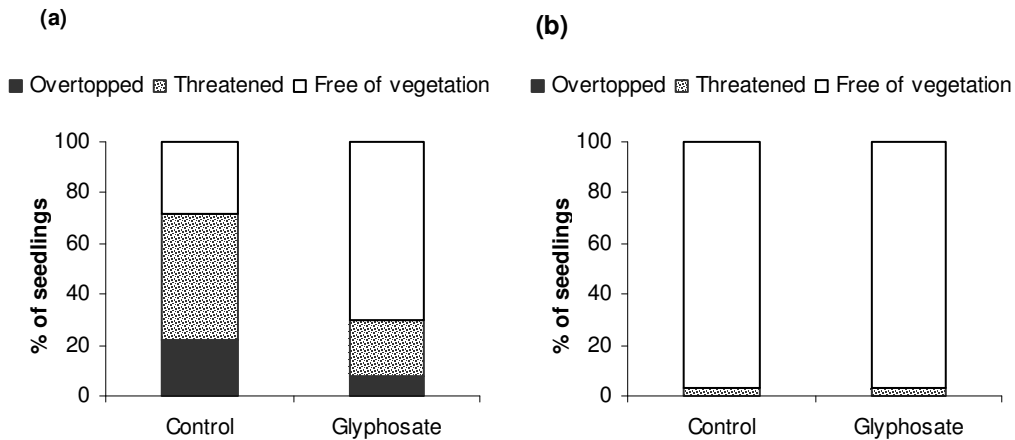 (a)
Overtopped Threatened Free of vegetation
% of seedlings
100
80
60
40
20
0
Control Glyphosate
(b)
Overtopped Threatened Free of vegetation
% of seedlings
100
80
60
40
20
0
Control Glyphosate